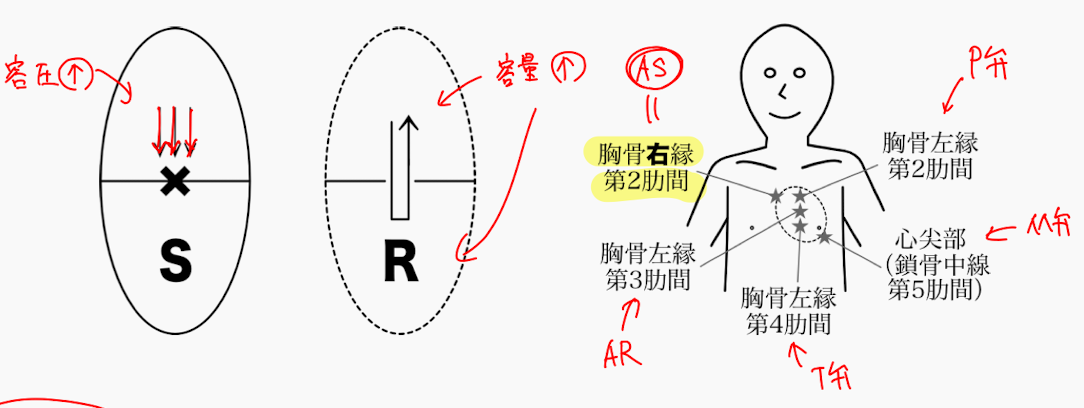 容圧↑
×
S
容量↑
R
AS
||
胸骨右縁
第2肋間
P弁
胸骨左縁
第2肋間
M弁
心尖部
(鎖骨中線
第5肋間)
胸骨左縁
第3肋間
AR
胸骨左縁
第4肋間
T弁